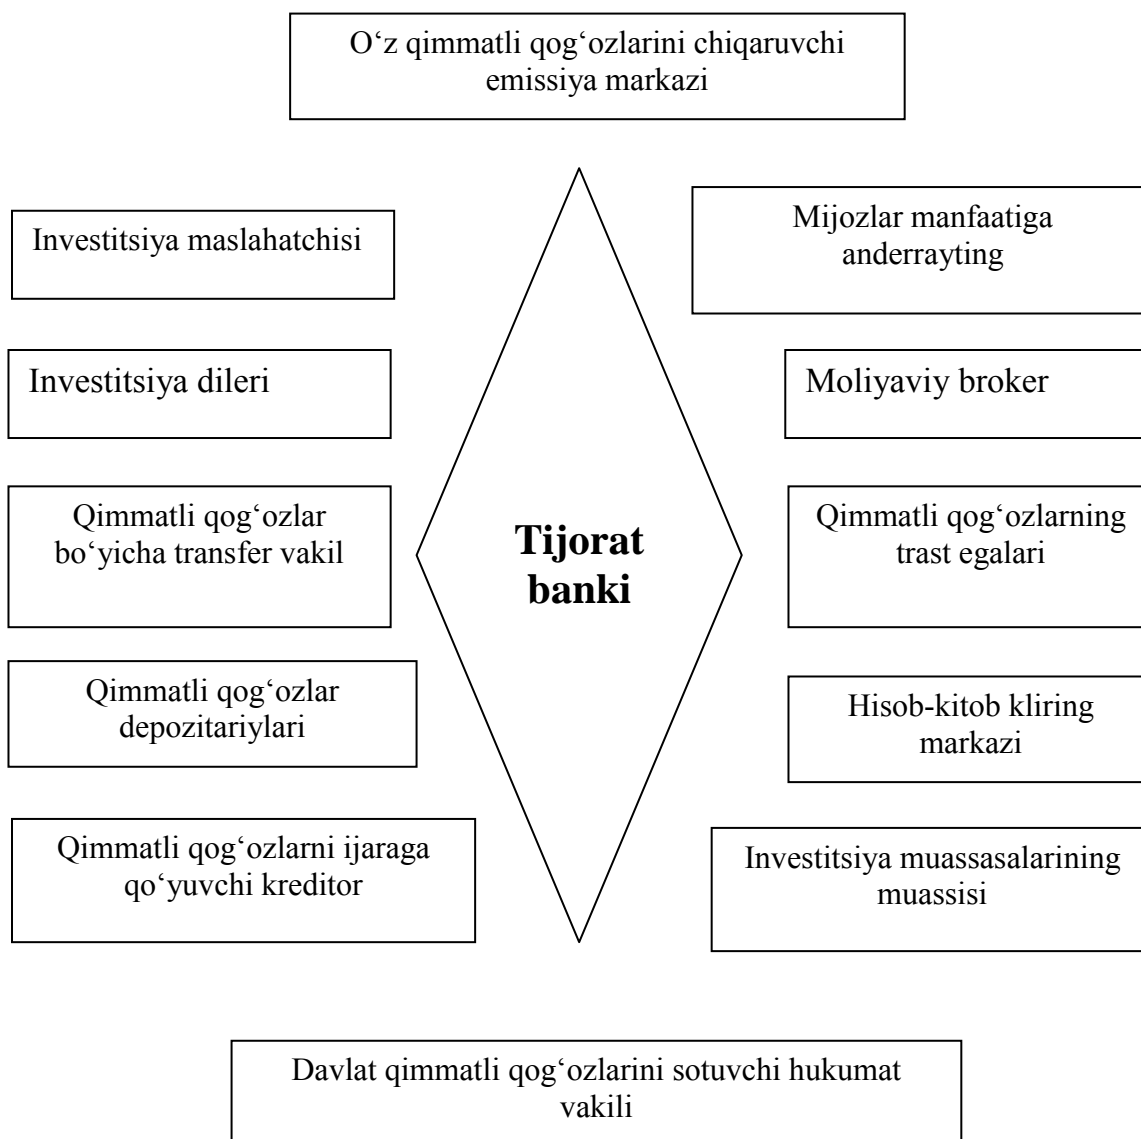 O‘z qimmatli qog‘ozlarini chiqaruvchi
emissiya markazi
Investitsiya maslahatchisi
Mijozlar manfaatiga
anderrayting
Investitsiya dileri
Moliyaviy broker
Qimmatli qog‘ozlar
bo‘yicha transfer vakil
Tijorat
banki
Qimmatli qog‘ozlarning
trast egalari
Qimmatli qog‘ozlar
depozitariylari
Hisob-kitob kliring
markazi
Qimmatli qog‘ozlarni ijaraga
qo‘yuvchi kreditor
Investitsiya muassasalarining
muassisi
Davlat qimmatli qog‘ozlarini sotuvchi hukumat
vakili